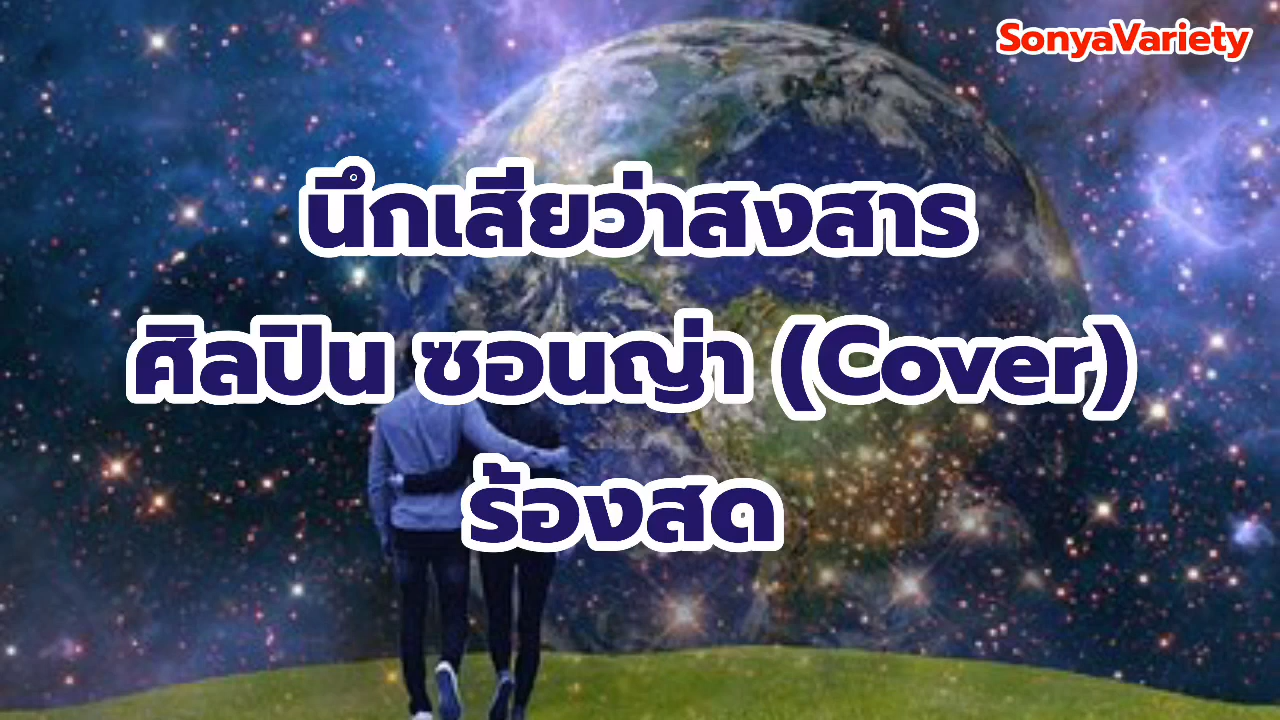 SonyaVariety
นึกเสียว่าสงสาร
ศิลปิน ซอนญ่า (Cover)
ร้องสด